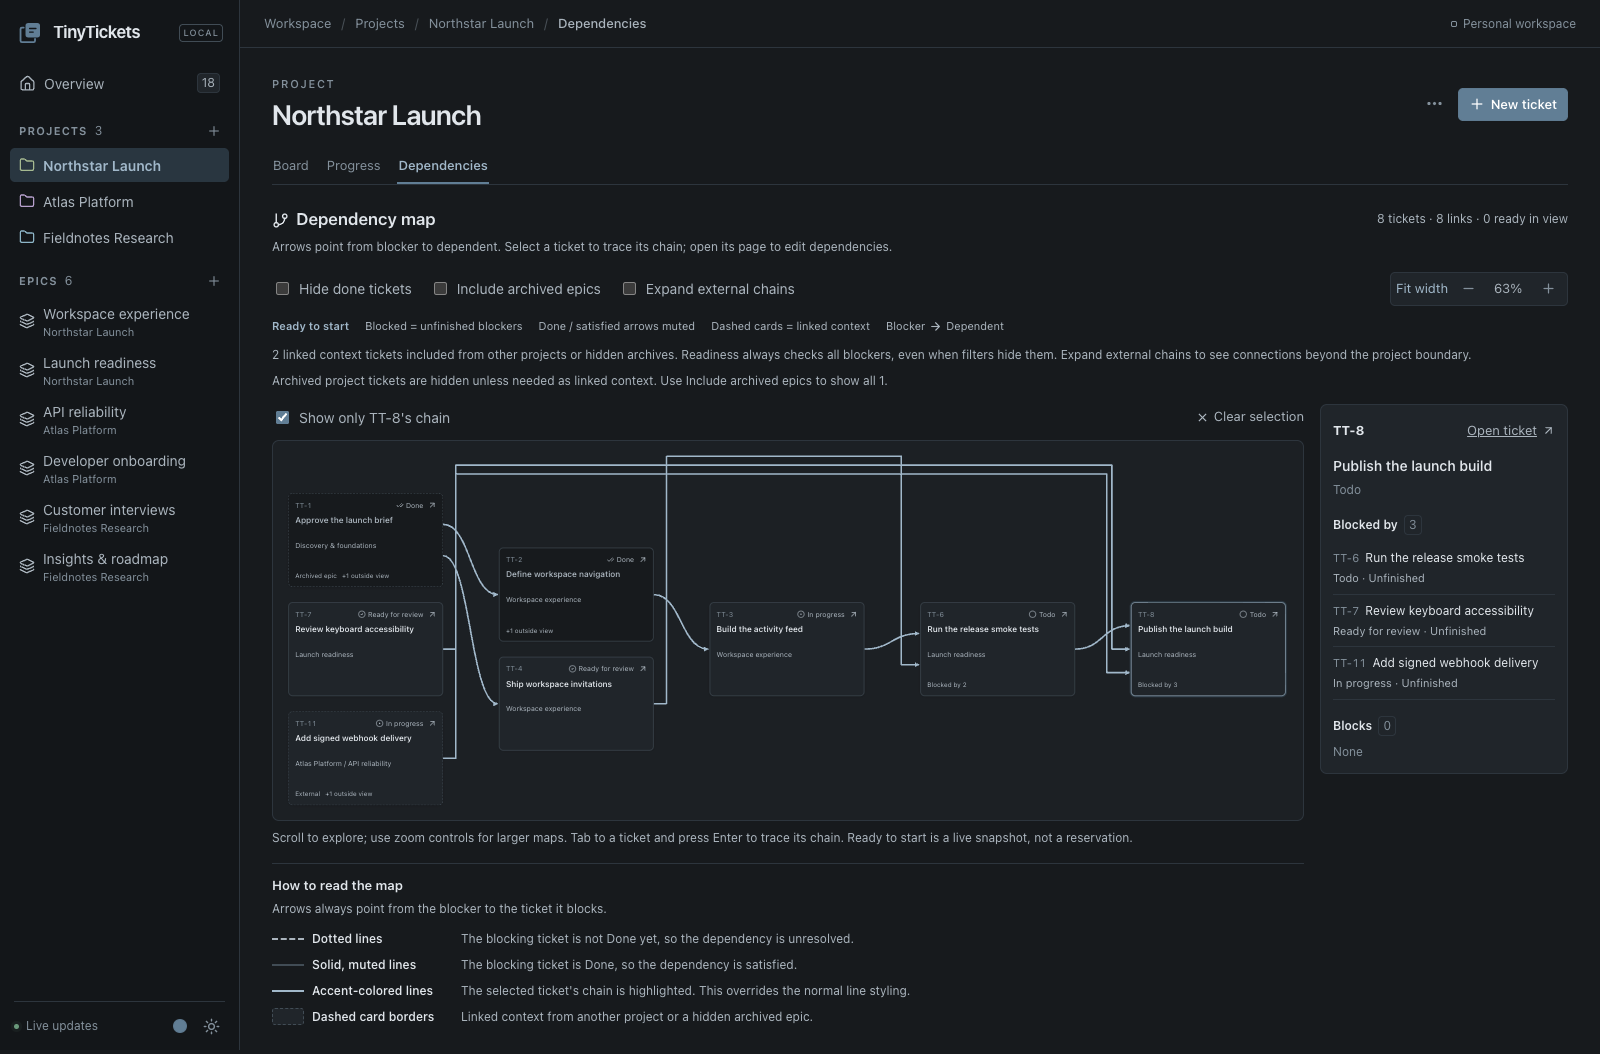 TinyTickets
LOCAL
Overview
18
PROJECTS 3
Northstar Launch
Atlas Platform
Fieldnotes Research
EPICS 6
Workspace experience
Northstar Launch
Launch readiness
Northstar Launch
API reliability
Atlas Platform
Developer onboarding
Atlas Platform
Customer interviews
Fieldnotes Research
Insights & roadmap
Fieldnotes Research
Live updates
Workspace / Projects / Northstar Launch / Dependencies
Personal workspace
PROJECT
Northstar Launch
New ticket
Board Progress Dependencies
Dependency map
8 tickets · 8 links · 0 ready in view
Arrows point from blocker to dependent. Select a ticket to trace its chain; open its page to edit dependencies.
Hide done tickets Include archived epics Expand external chains
Fit width 63%
Ready to start Blocked = unfinished blockers Done / satisfied arrows muted Dashed cards = linked context Blocker → Dependent
2 linked context tickets included from other projects or hidden archives. Readiness always checks all blockers, even when filters hide them. Expand external chains to see connections beyond the project boundary.
Archived project tickets are hidden unless needed as linked context. Use Include archived epics to show all 1.
Show only TT-8's chain
Clear selection
TT-1 Done
Approve the launch brief
Discovery & foundations
Archived epic +1 outside view
TT-7 Ready for review
Review keyboard accessibility
Launch readiness
TT-11 In progress
Add signed webhook delivery
Atlas Platform / API reliability
External +1 outside view
TT-2 Done
Define workspace navigation
Workspace experience
+1 outside view
TT-4 Ready for review
Ship workspace invitations
Workspace experience
TT-3 In progress
Build the activity feed
Workspace experience
TT-6 Todo
Run the release smoke tests
Launch readiness
Blocked by 2
TT-8 Todo
Publish the launch build
Launch readiness
Blocked by 3
TT-8
Open ticket
Publish the launch build
Todo
Blocked by 3
TT-6 Run the release smoke tests
Todo · Unfinished
TT-7 Review keyboard accessibility
Ready for review · Unfinished
TT-11 Add signed webhook delivery
In progress · Unfinished
Blocks 0
None
Scroll to explore; use zoom controls for larger maps. Tab to a ticket and press Enter to trace its chain. Ready to start is a live snapshot, not a reservation.
How to read the map
Arrows always point from the blocker to the ticket it blocks.
Dotted lines The blocking ticket is not Done yet, so the dependency is unresolved.
Solid, muted lines The blocking ticket is Done, so the dependency is satisfied.
Accent-colored lines The selected ticket's chain is highlighted. This overrides the normal line styling.
Dashed card borders Linked context from another project or a hidden archived epic.